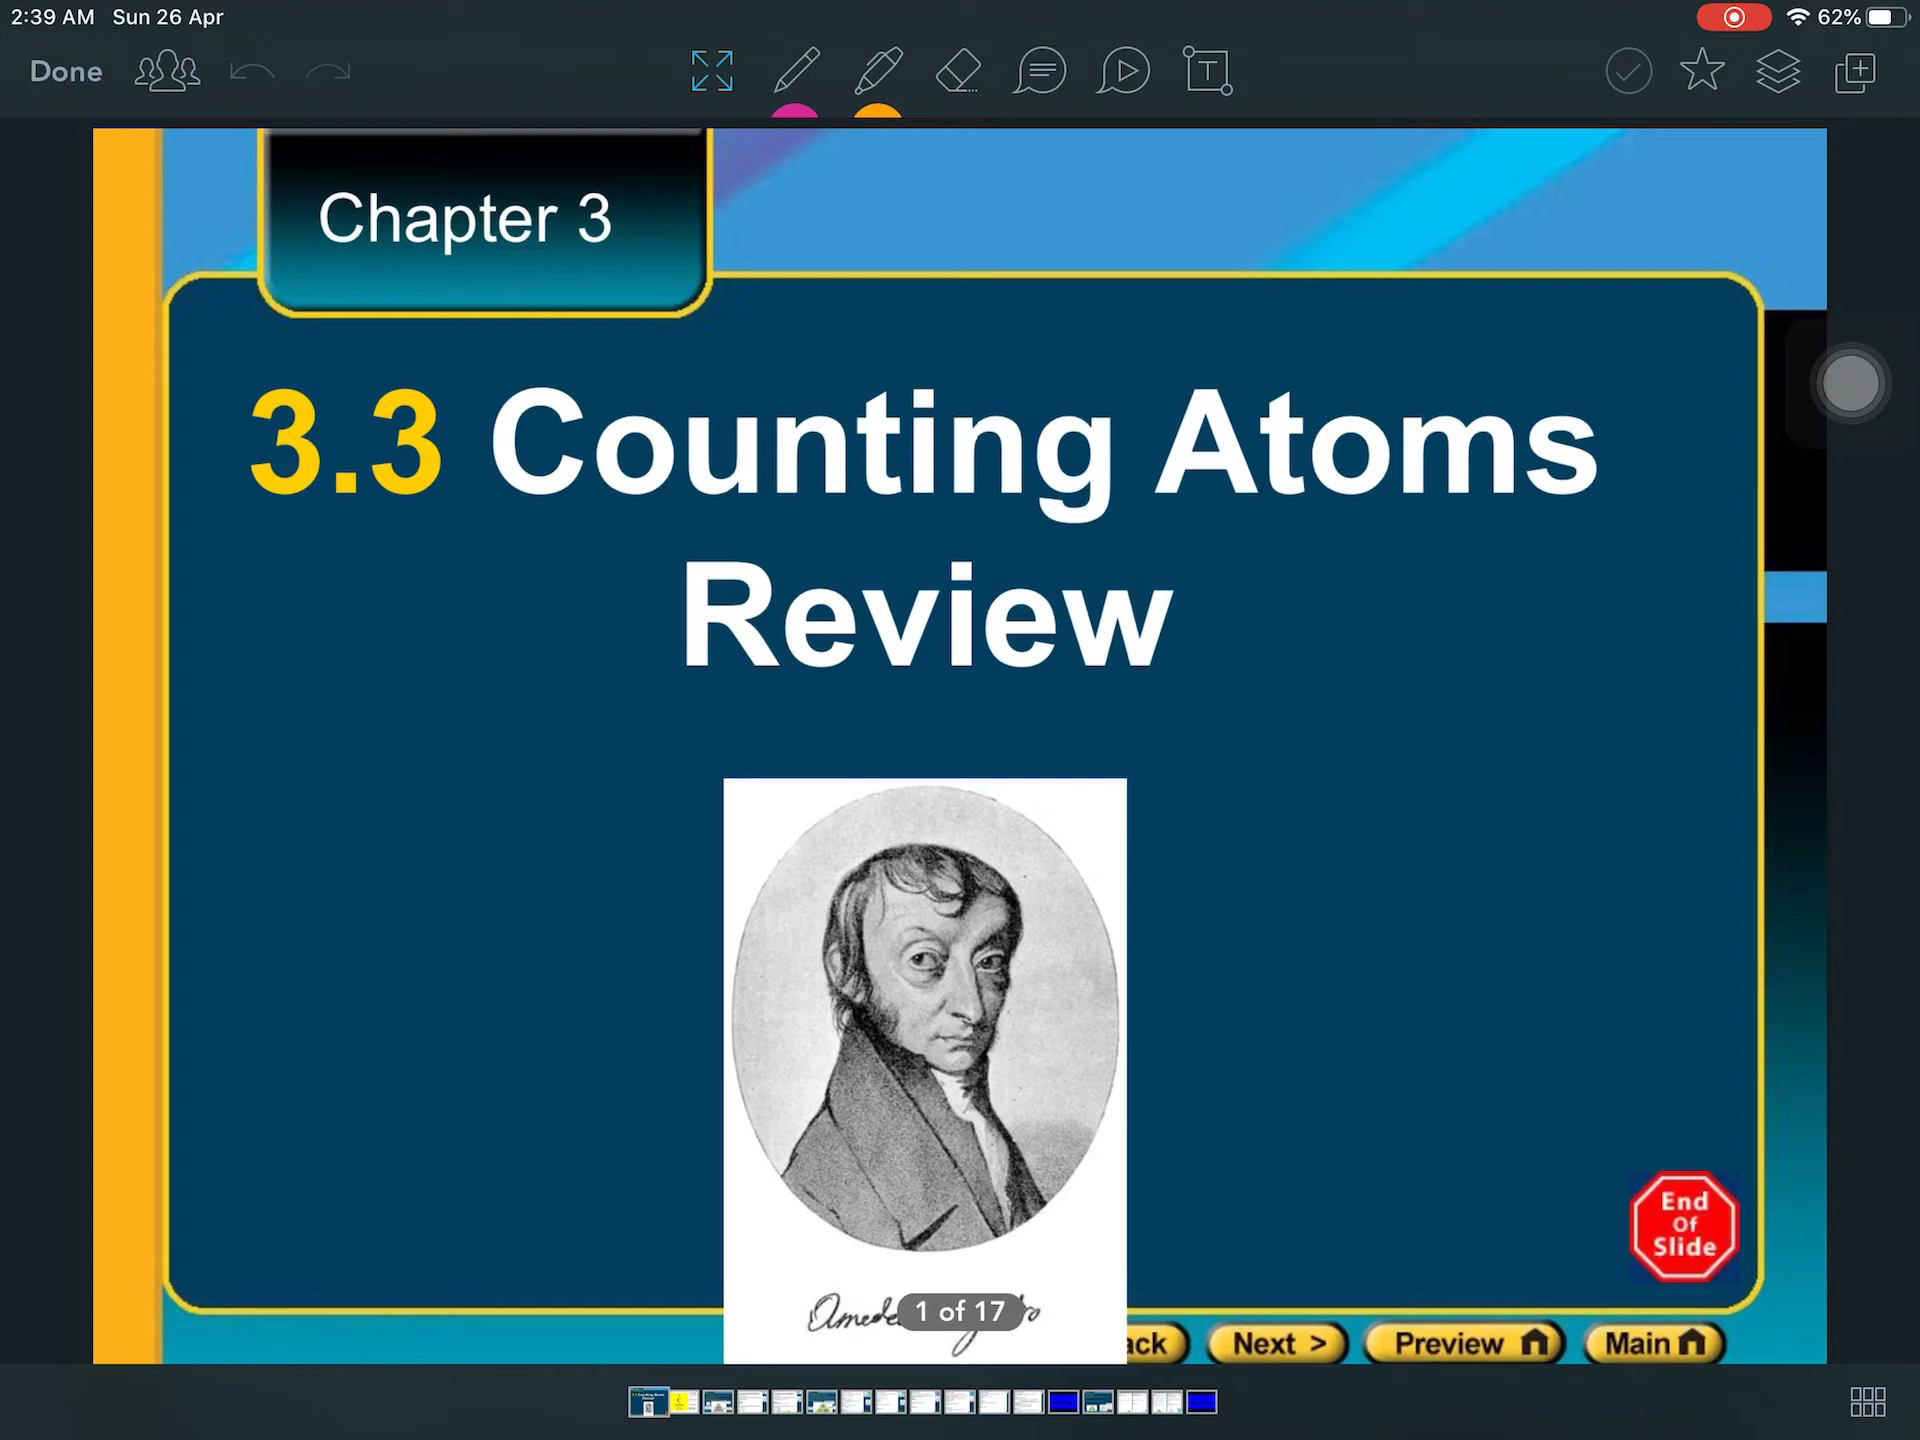 2:39 AM Sun 26 Apr
62%
Done
T
Chapter 3
3.3 Counting Atoms
Review
End
Of
Slide
1 of 17
Next >
Preview
Main